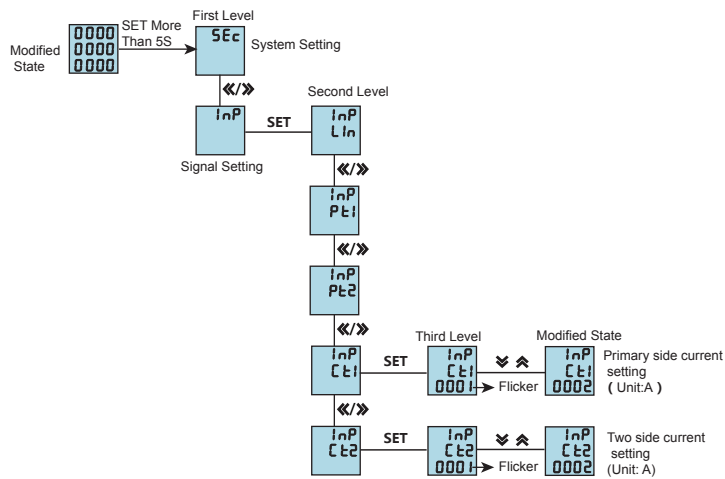 First Level
0000
0000
0000
Modified
State
SET More
Than 5S
SEc
System Setting
«/»
InP
Signal Setting
SET
Second Level
InP
LIn
«/»
InP
Pt1
«/»
InP
Pt2
«/»
Third Level
Modified State
InP
Ct1
SET
InP
Ct1
0001
Flicker
InP
Ct1
0002
Primary side current
setting
( Unit:A )
«/»
InP
Ct2
SET
InP
Ct2
0001
Flicker
InP
Ct2
0002
Two side current
setting
(Unit: A)